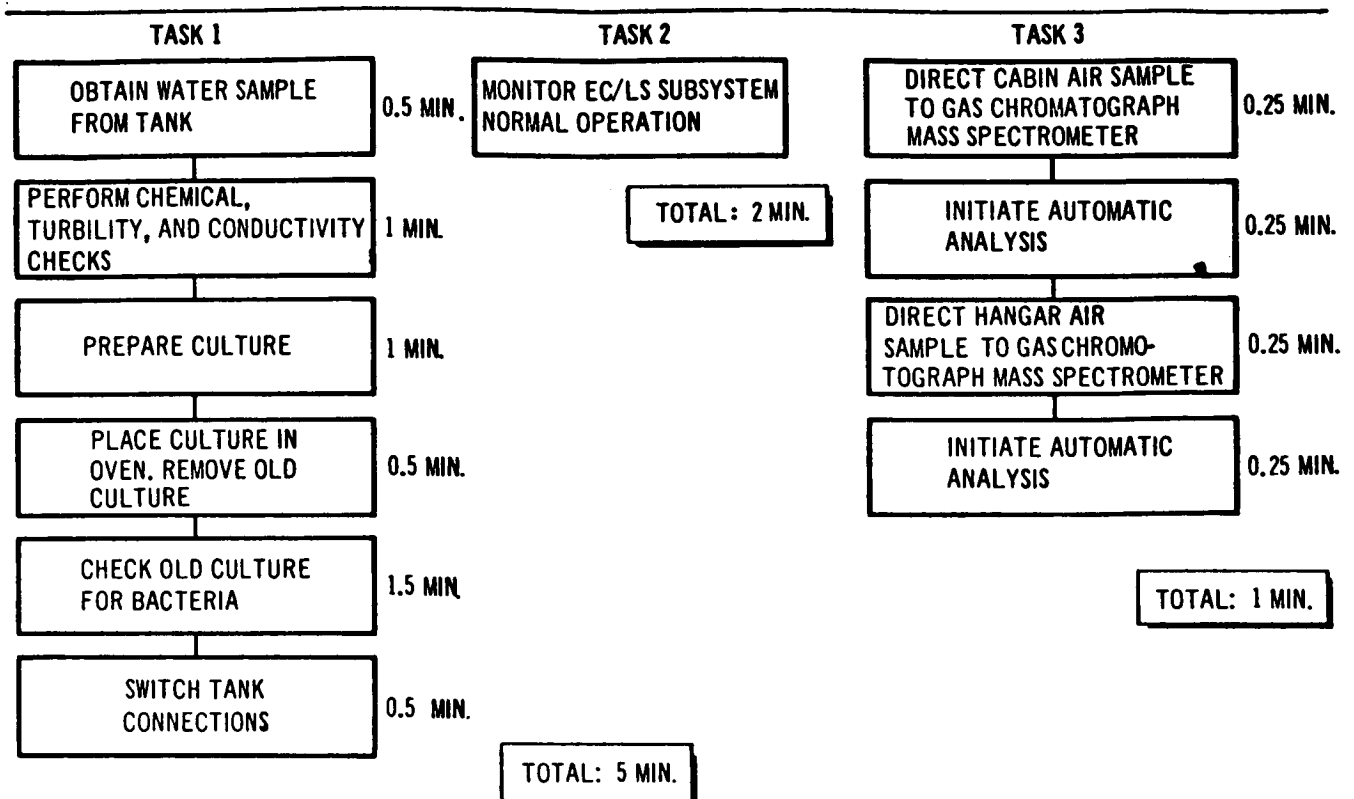 TASK 1
OBTAIN WATER SAMPLE
FROM TANK
0.5 MIN.
PERFORM CHEMICAL,
TURBILITY, AND CONDUCTIVITY
CHECKS
1 MIN.
PREPARE CULTURE
1 MIN.
PLACE CULTURE IN
OVEN. REMOVE OLD
CULTURE
0.5 MIN.
CHECK OLD CULTURE
FOR BACTERIA
1.5 MIN.
SWITCH TANK
CONNECTIONS
0.5 MIN.
TOTAL: 5 MIN.
TASK 2
MONITOR EC/LS SUBSYSTEM
NORMAL OPERATION
TOTAL: 2 MIN.
TASK 3
DIRECT CABIN AIR SAMPLE
TO GAS CHROMATOGRAPH
MASS SPECTROMETER
0.25 MIN.
INITIATE AUTOMATIC
ANALYSIS
0.25 MIN.
DIRECT HANGAR AIR
SAMPLE TO GAS CHROMO-
TOGRAPH MASS SPECTROMETER
0.25 MIN.
INITIATE AUTOMATIC
ANALYSIS
0.25 MIN.
TOTAL: 1 MIN.